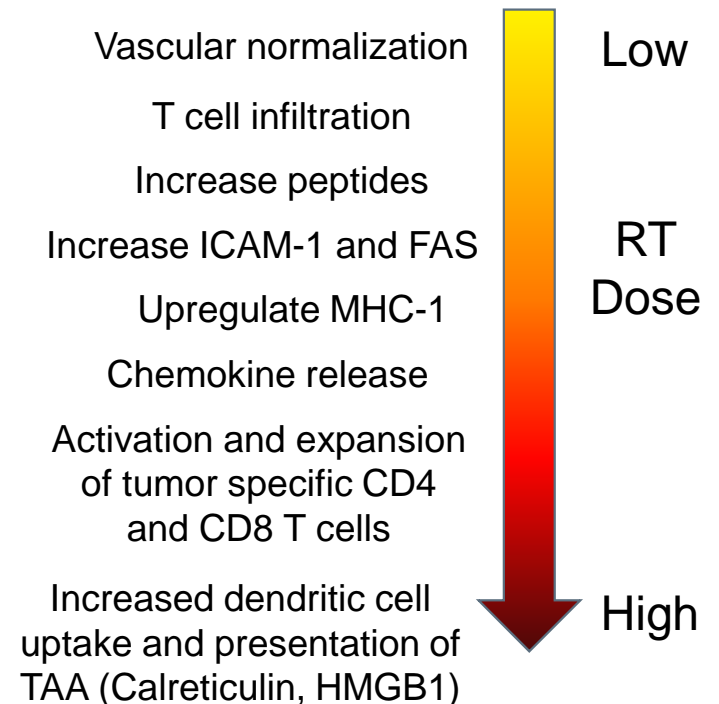 Vascular normalization
Low
T cell infiltration
Increase peptides
Increase ICAM-1 and FAS
RT
Dose
Upregulate MHC-1
Chemokine release
Activation and expansion
of tumor specific CD4
and CD8 T cells
Increased dendritic cell
uptake and presentation of
TAA (Calreticulin, HMGB1)
High